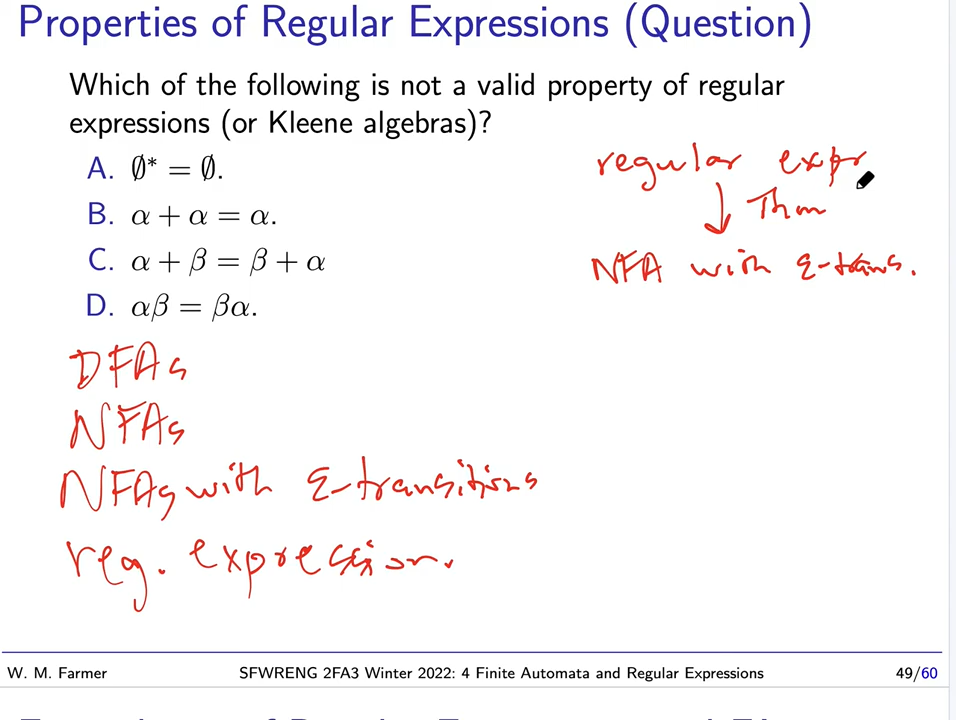 Properties of Regular Expressions (Question)
Which of the following is not a valid property of regular
expressions (or Kleene algebras)?
A. ∅* = ∅.
B. α + α = α.
C. α + β = β + α
D. αβ = βα.
regular expr
↓ Thm
NFA with ε-trans.
DFAs
NFAs
NFAs with ε-transitions
reg. expression.
W. M. Farmer
SFWRENG 2FA3 Winter 2022: 4 Finite Automata and Regular Expressions
49/60